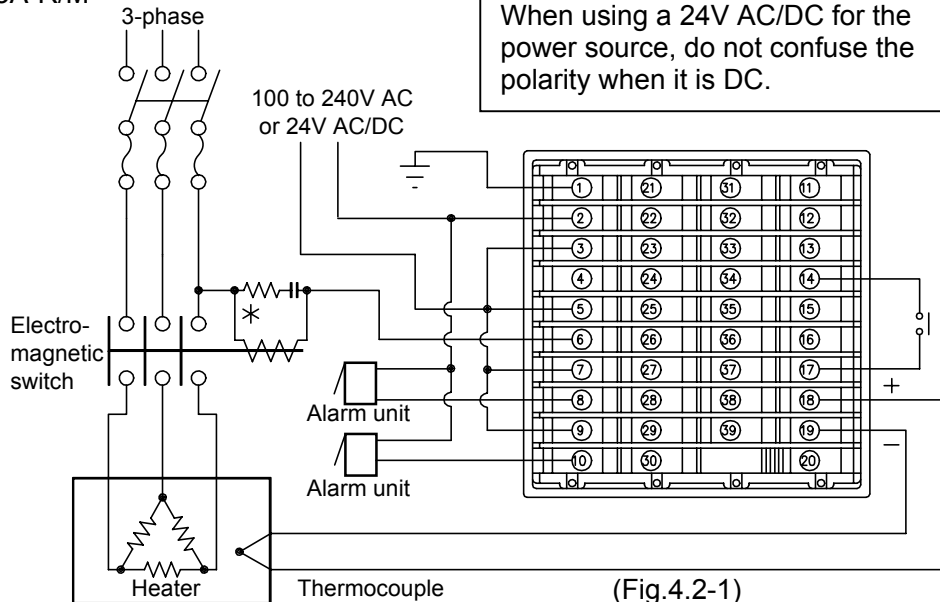 3-phase
When using a 24V AC/DC for the
power source, do not confuse the
polarity when it is DC.
100 to 240V AC
or 24V AC/DC
1 21 31 11
2 22 32 12
3 23 33 13
4 24 34 14
5 25 35 15
6 26 36 16
7 27 37 17
+
8 28 38 18
9 29 39 19
−
10 30 20
*
Electro-
magnetic
switch
Alarm unit
Alarm unit
Heater
Thermocouple
(Fig.4.2-1)